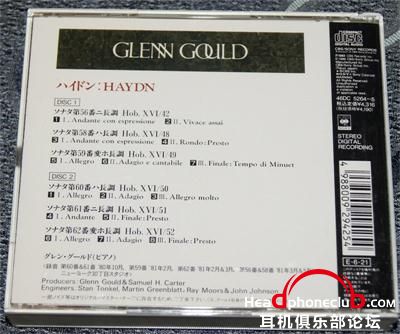 GLENN GOULD
ハイドン：HAYDN
DISC 1
ソナタ第56番ニ長調 Hob. XVI/42
1 I. Andante con espressione 2 II. Vivace assai
ソナタ第58番ハ長調 Hob. XVI/48
3 I. Andante con espressione 4 II. Rondo: Presto
ソナタ第59番変ホ長調 Hob. XVI/49
5 I. Allegro 6 II. Adagio e cantabile 7 III. Finale: Tempo di Minuet
DISC 2
ソナタ第60番ハ長調 Hob. XVI/50
1 I. Allegro 2 II. Adagio 3 III. Allegro molto
ソナタ第61番ニ長調 Hob. XVI/51
4 I. Andante 5 II. Finale: Presto
ソナタ第62番変ホ長調 Hob. XVI/52
6 I. Allegro 7 II. Adagio 8 III. Finale: Presto
グレン・グールド(ピアノ)
Producers: Glenn Gould & Samuel H. Carter
Engineers: Stan Tonkel, Martin Greenblatt, Ray Moors & John Johnson
COMPACT
disc
DIGITAL AUDIO
CBS/SONY RECORDS
46DC 5264~5
STEREO
DIGITAL
RECORDING
4988009294254
E-6-21
Headphoneclub.com
耳机俱乐部论坛